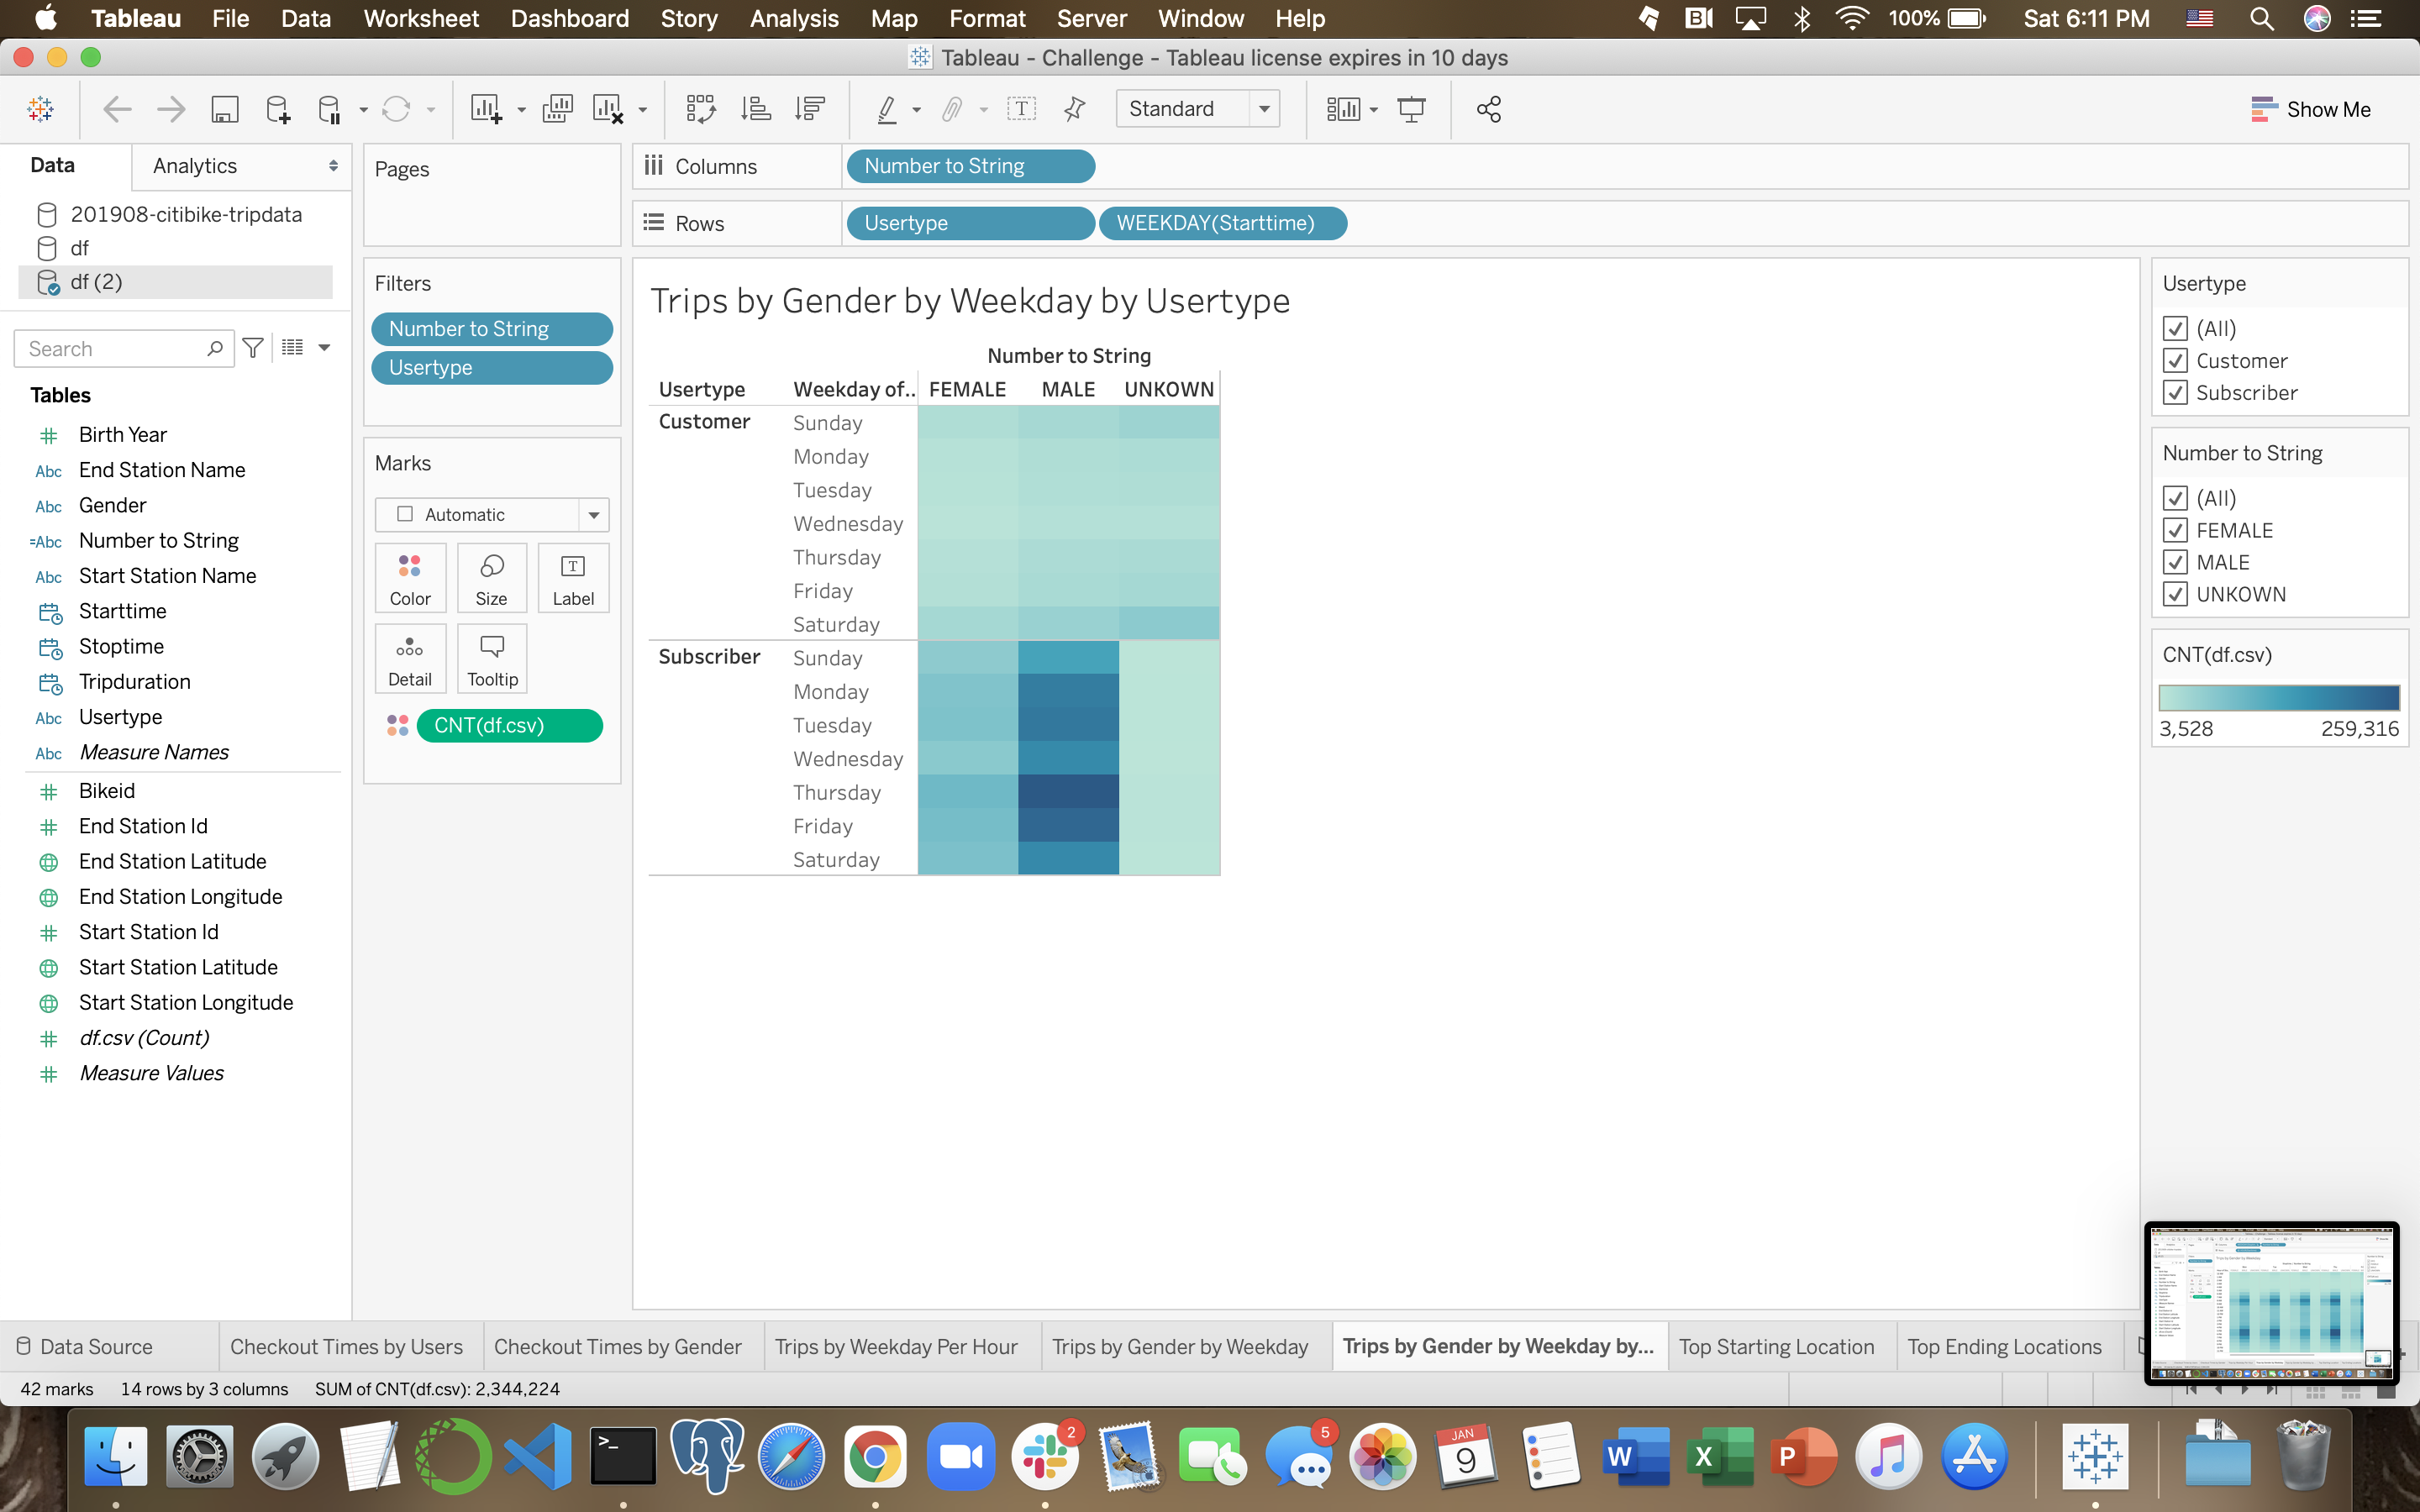 Tableau File Data Worksheet Dashboard Story Analysis Map Format Server Window Help 100% Sat 6:11 PM
Tableau - Challenge - Tableau license expires in 10 days
Standard
Show Me
Data Analytics
201908-citibike-tripdata
df
df (2)
Search
Tables
Birth Year
Abc End Station Name
Abc Gender
=Abc Number to String
Abc Start Station Name
Starttime
Stoptime
Tripduration
Abc Usertype
Abc Measure Names
Bikeid
End Station Id
End Station Latitude
End Station Longitude
Start Station Id
Start Station Latitude
Start Station Longitude
df.csv (Count)
Measure Values
Pages
Filters
Number to String
Usertype
Marks
Automatic
Color Size Label
Detail Tooltip
CNT(df.csv)
Columns Number to String
Rows Usertype WEEKDAY(Starttime)
Trips by Gender by Weekday by Usertype
Number to String
Usertype Weekday of.. FEMALE MALE UNKOWN
Customer Sunday
Monday
Tuesday
Wednesday
Thursday
Friday
Saturday
Subscriber Sunday
Monday
Tuesday
Wednesday
Thursday
Friday
Saturday
Usertype
(All)
Customer
Subscriber
Number to String
(All)
FEMALE
MALE
UNKOWN
CNT(df.csv)
3,528 259,316
Data Source Checkout Times by Users Checkout Times by Gender Trips by Weekday Per Hour Trips by Gender by Weekday Trips by Gender by Weekday by... Top Starting Location Top Ending Locations
42 marks 14 rows by 3 columns SUM of CNT(df.csv): 2,344,224
2
5
JAN
9
W
X
P